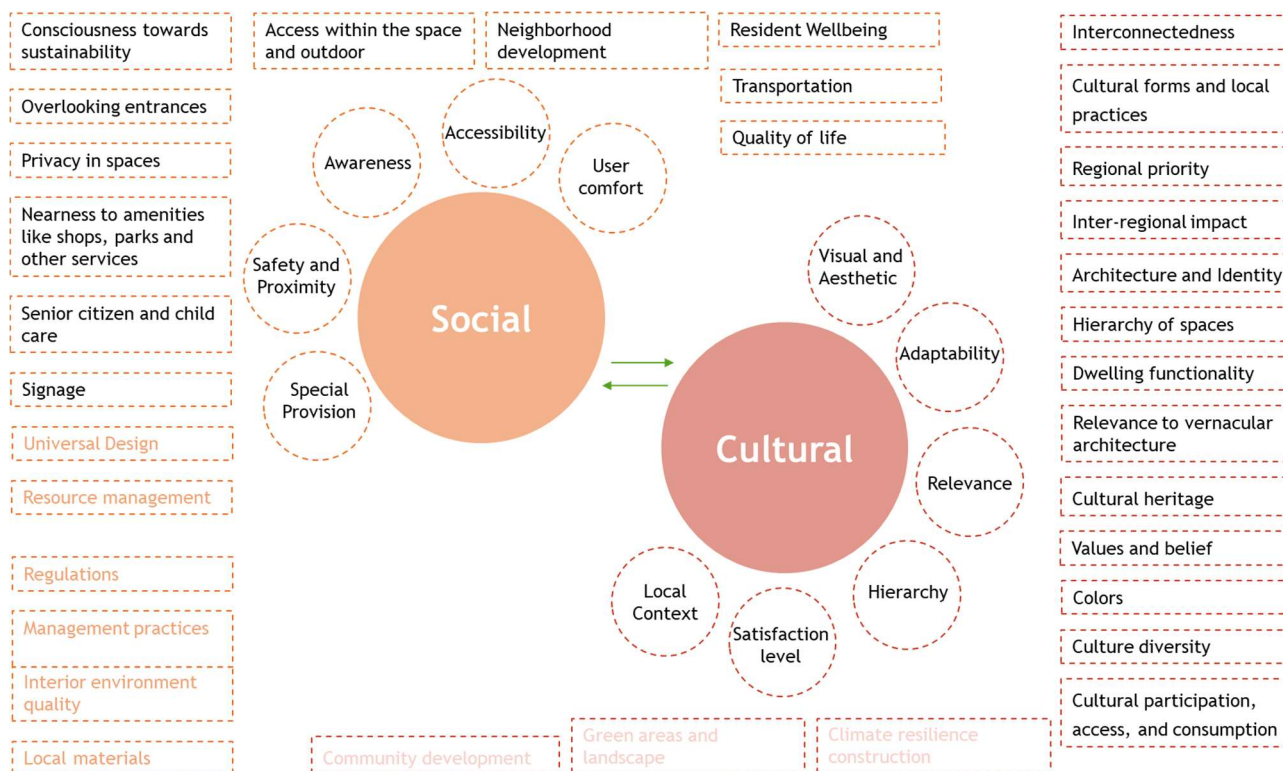 Consciousness towards
sustainability
Access within the space
and outdoor
Neighborhood
development
Resident Wellbeing
Interconnectedness
Overlooking entrances
Transportation
Cultural forms and local
practices
Privacy in spaces
Quality of life
Regional priority
Nearness to amenities
like shops, parks and
other services
Inter-regional impact
Senior citizen and child
care
Architecture and Identity
Signage
Hierarchy of spaces
Universal Design
Dwelling functionality
Resource management
Relevance to vernacular
architecture
Regulations
Cultural heritage
Management practices
Values and belief
Interior environment
quality
Colors
Local materials
Culture diversity
Cultural participation,
access, and consumption
Accessibility
Awareness
User
comfort
Safety and
Proximity
Special
Provision
Social
Visual and
Aesthetic
Adaptability
Relevance
Hierarchy
Satisfaction
level
Local
Context
Cultural
Community development
Green areas and
landscape
Climate resilience
construction